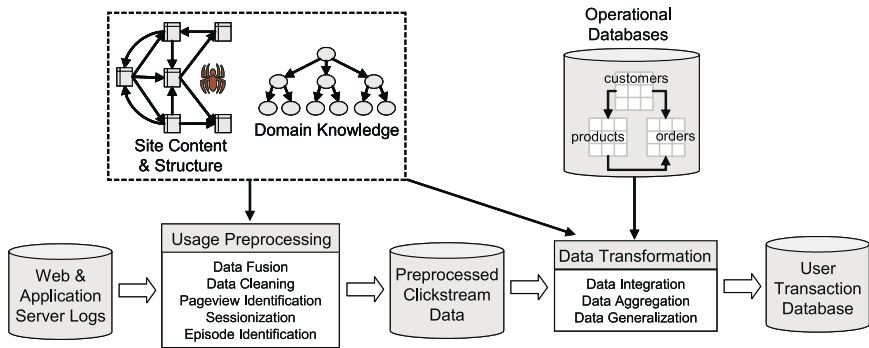 Operational
Databases
customers
products
orders
Site Content
& Structure
Domain Knowledge
Web &
Application
Server Logs
Usage Preprocessing
Data Fusion
Data Cleaning
Pageview Identification
Sessionization
Episode Identification
Preprocessed
Clickstream
Data
Data Transformation
Data Integration
Data Aggregation
Data Generalization
User
Transaction
Database